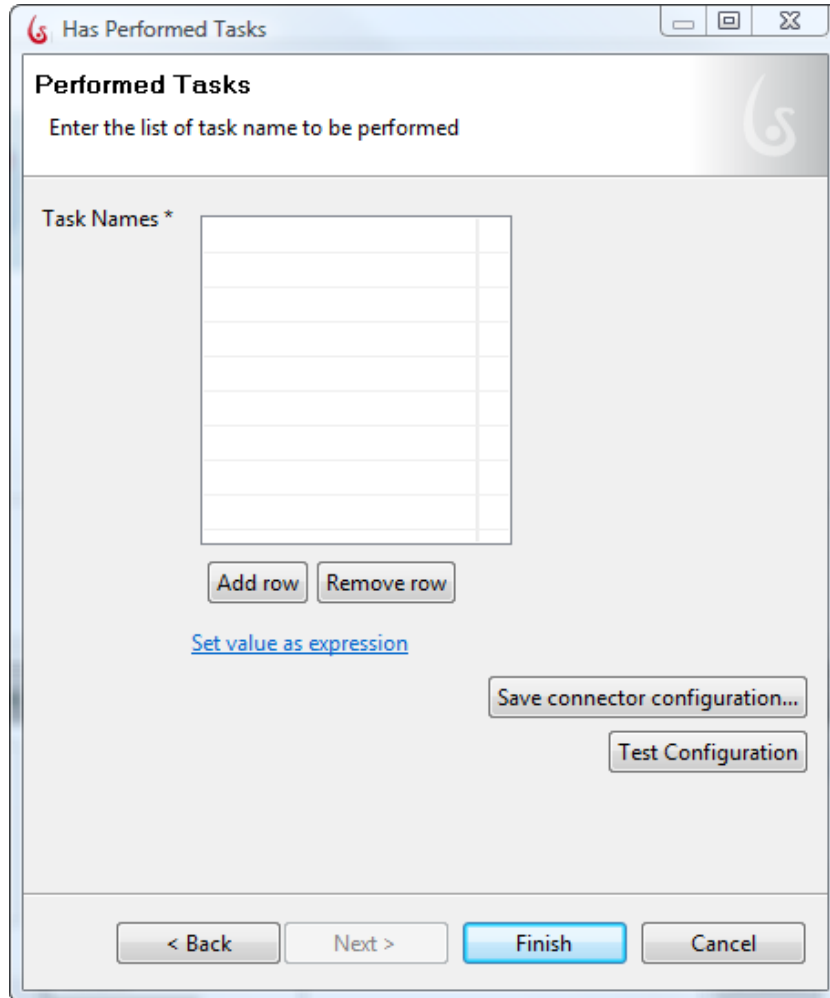 Has Performed Tasks
Performed Tasks
Enter the list of task name to be performed
Task Names *
Add row Remove row
Set value as expression
Save connector configuration...
Test Configuration
< Back Next > Finish Cancel